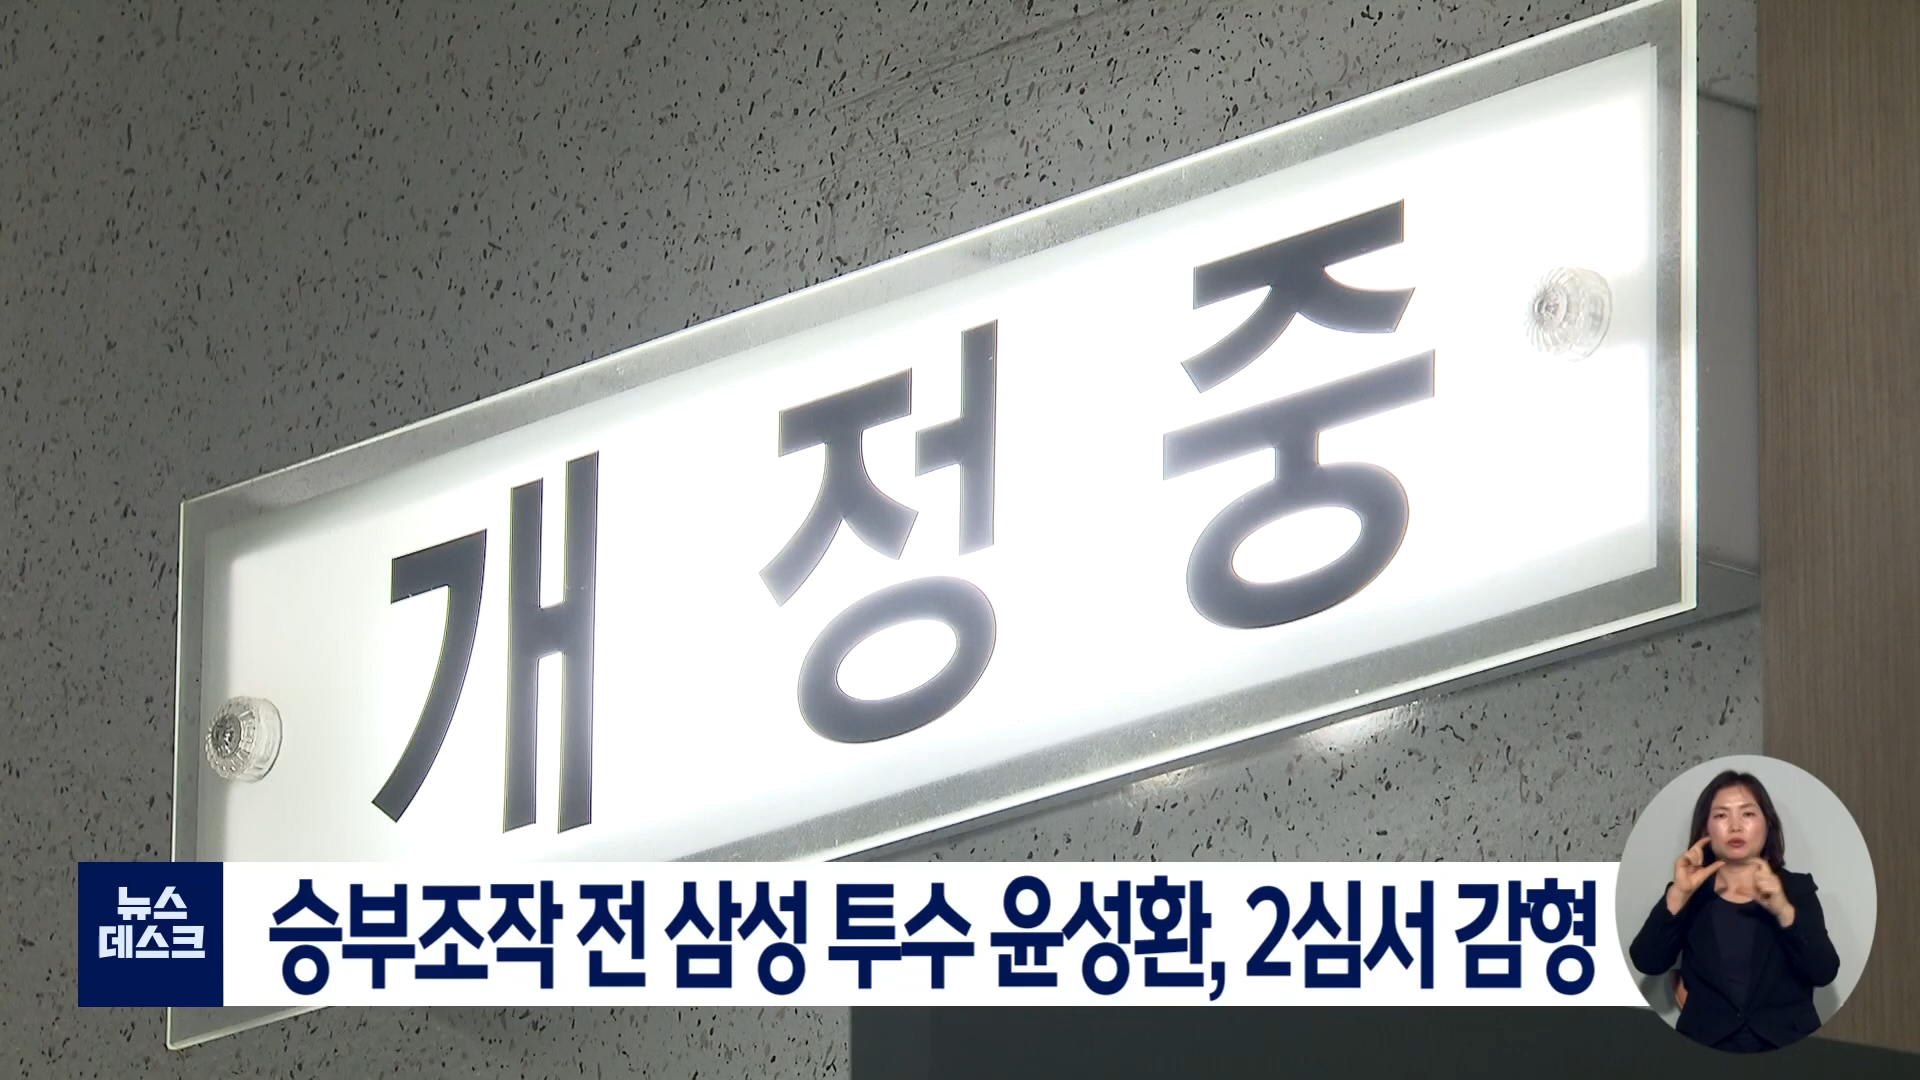 개정중
뉴스
데스크
승부조작 전 삼성 투수 윤성환, 2심서 감형